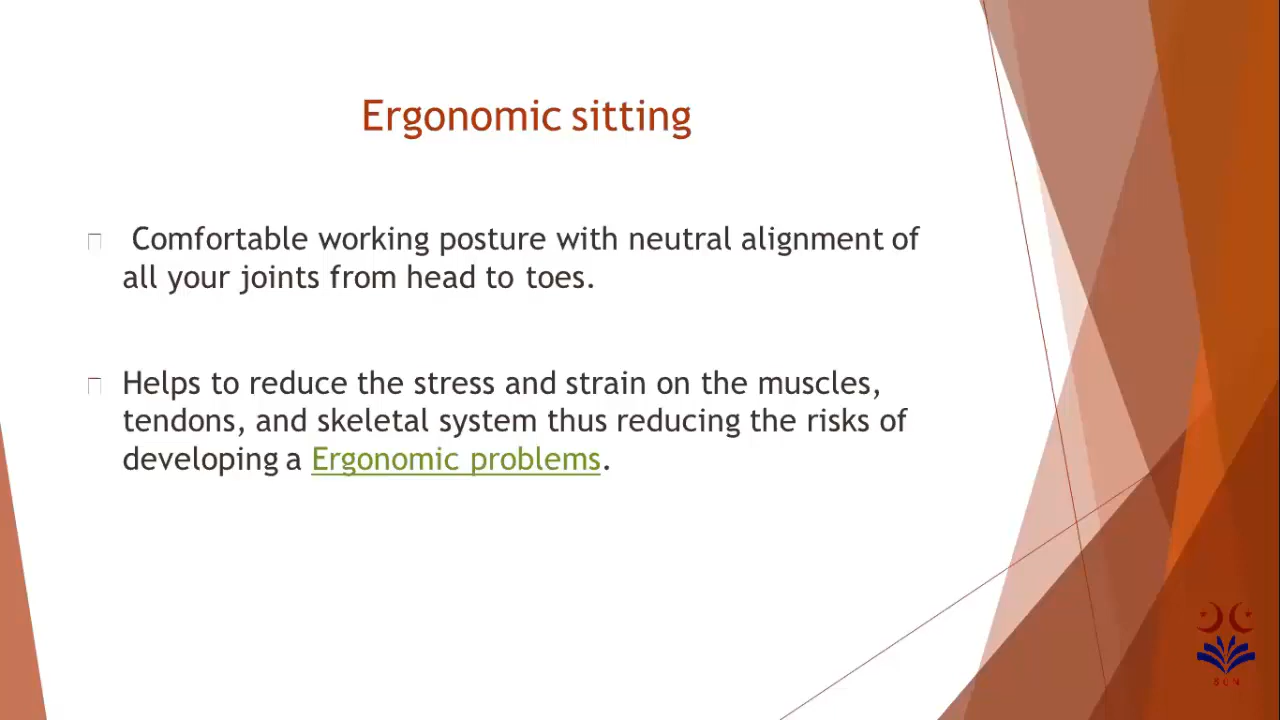 Ergonomic sitting
Comfortable working posture with neutral alignment of
all your joints from head to toes.
Helps to reduce the stress and strain on the muscles,
tendons, and skeletal system thus reducing the risks of
developing a Ergonomic problems.